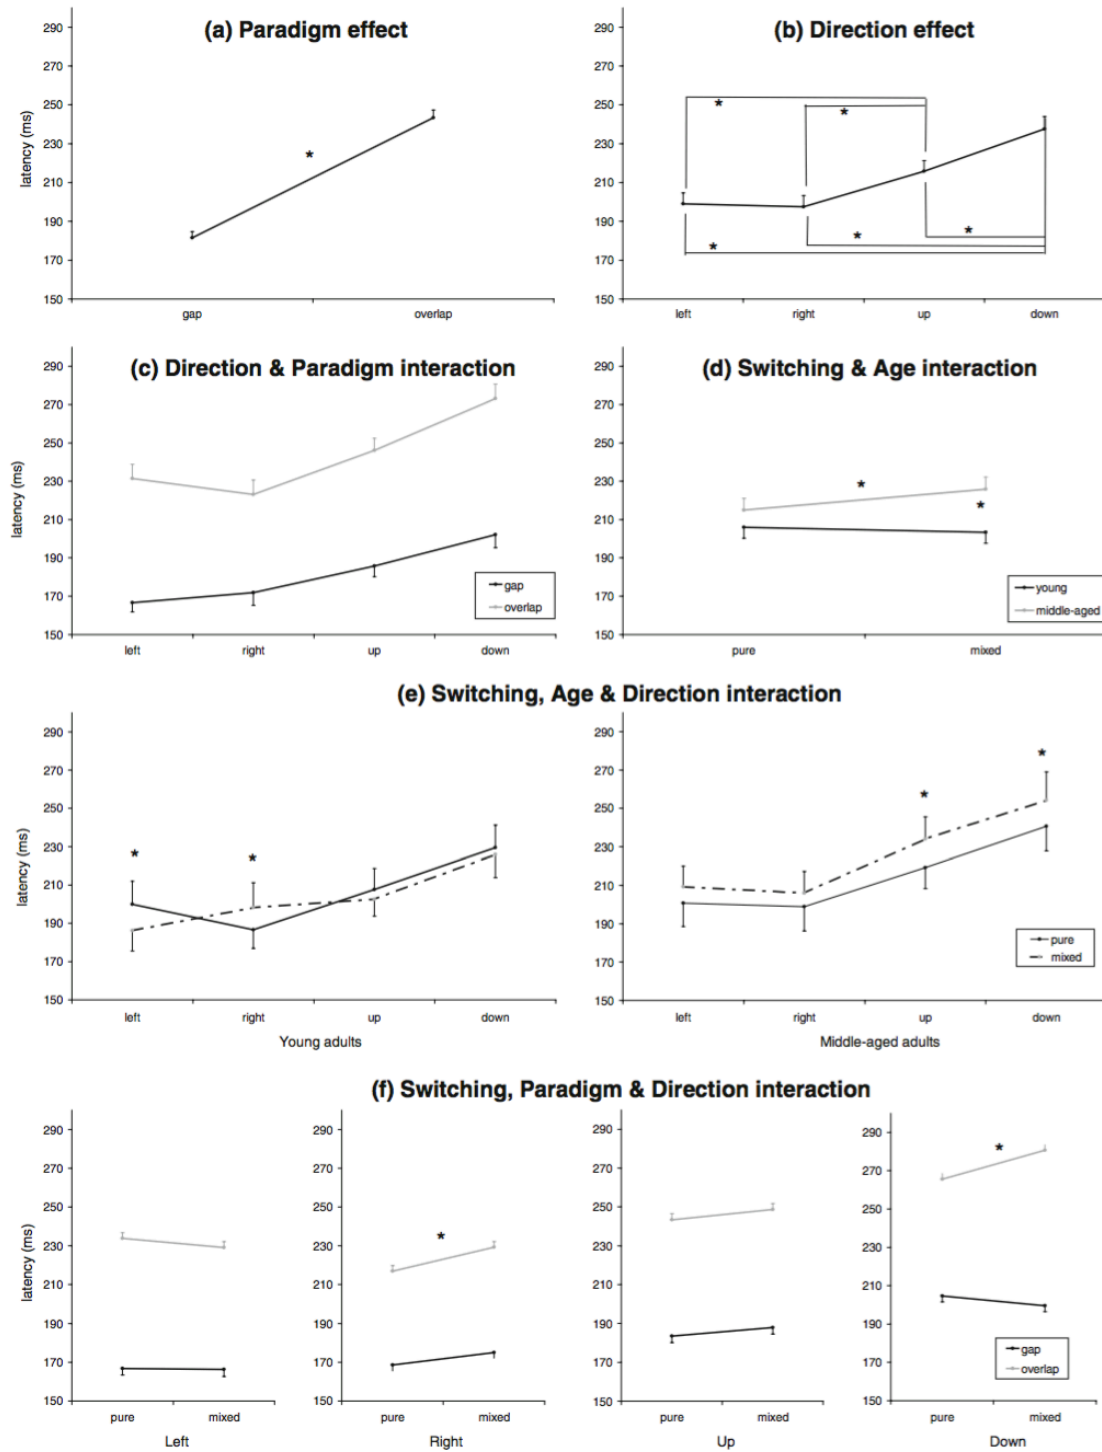 (a) Paradigm effect
latency (ms)
290
270
250
230
210
190
170
150
*
gap overlap
(b) Direction effect
290
270
250
230
210
190
170
150
*
*
*
*
*
left right up down
(c) Direction & Paradigm interaction
latency (ms)
290
270
250
230
210
190
170
150
gap
overlap
left right up down
(d) Switching & Age interaction
290
270
250
230
210
190
170
150
*
*
young
middle-aged
pure mixed
(e) Switching, Age & Direction interaction
latency (ms)
290
270
250
230
210
190
170
150
* *
left right up down
Young adults
290
270
250
230
210
190
170
150
*
*
pure
mixed
left right up down
Middle-aged adults
(f) Switching, Paradigm & Direction interaction
latency (ms)
290
270
250
230
210
190
170
150
pure mixed
Left
290
270
250
230
210
190
170
150
*
pure mixed
Right
290
270
250
230
210
190
170
150
pure mixed
Up
290
270
250
230
210
190
170
150
*
gap
overlap
pure mixed
Down